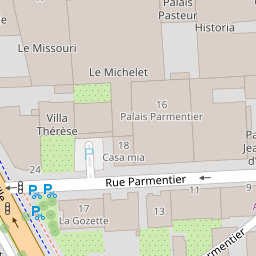 Palais
Pasteur
Historia
Le Missouri
Le Michelet
16
Palais Parmentier
Villa
Thérèse
18
Casa mia
P
24
Rue Parmentier
11
9
17
La Gozette
13